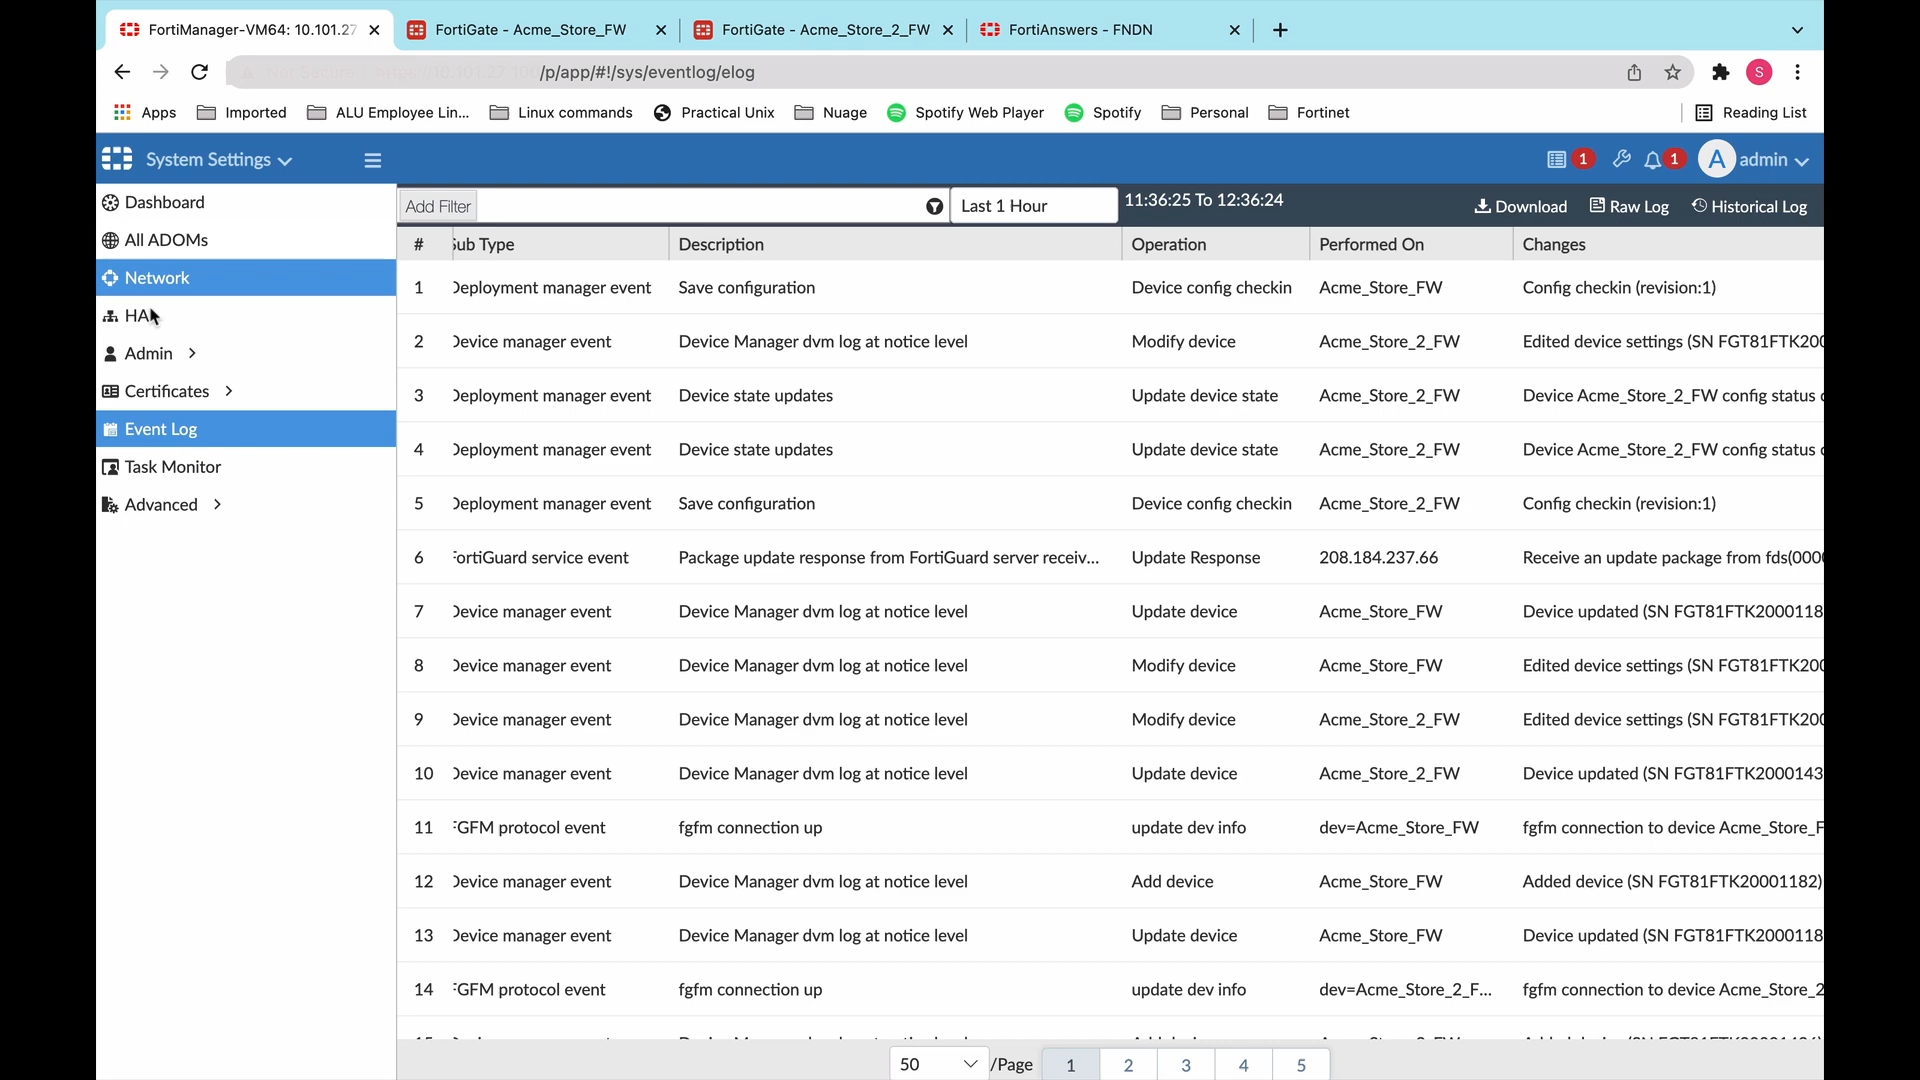 FortiManager-VM64: 10.101.27
FortiGate - Acme_Store_FW
FortiGate - Acme_Store_2_FW
FortiAnswers - FNDN
/p/app/#!/sys/eventlog/elog
S
Apps
Imported
ALU Employee Lin...
Linux commands
Practical Unix
Nuage
Spotify Web Player
Spotify
Personal
Fortinet
Reading List
System Settings
1
1
A
admin
Dashboard
All ADOMs
Network
HA
Admin
Certificates
Event Log
Task Monitor
Advanced
Add Filter
Last 1 Hour
11:36:25 To 12:36:24
Download
Raw Log
Historical Log
# Sub Type Description Operation Performed On Changes
1 Deployment manager event Save configuration Device config checkin Acme_Store_FW Config checkin (revision:1)
2 Device manager event Device Manager dvm log at notice level Modify device Acme_Store_2_FW Edited device settings (SN FGT81FTK200
3 Deployment manager event Device state updates Update device state Acme_Store_2_FW Device Acme_Store_2_FW config status
4 Deployment manager event Device state updates Update device state Acme_Store_2_FW Device Acme_Store_2_FW config status
5 Deployment manager event Save configuration Device config checkin Acme_Store_2_FW Config checkin (revision:1)
6 FortiGuard service event Package update response from FortiGuard server receiv... Update Response 208.184.237.66 Receive an update package from fds(000
7 Device manager event Device Manager dvm log at notice level Update device Acme_Store_FW Device updated (SN FGT81FTK2000118
8 Device manager event Device Manager dvm log at notice level Modify device Acme_Store_FW Edited device settings (SN FGT81FTK200
9 Device manager event Device Manager dvm log at notice level Modify device Acme_Store_2_FW Edited device settings (SN FGT81FTK200
10 Device manager event Device Manager dvm log at notice level Update device Acme_Store_2_FW Device updated (SN FGT81FTK2000143
11 FGFM protocol event fgfm connection up update dev info dev=Acme_Store_FW fgfm connection to device Acme_Store_F
12 Device manager event Device Manager dvm log at notice level Add device Acme_Store_FW Added device (SN FGT81FTK20001182)
13 Device manager event Device Manager dvm log at notice level Update device Acme_Store_FW Device updated (SN FGT81FTK2000118
14 FGFM protocol event fgfm connection up update dev info dev=Acme_Store_2_F... fgfm connection to device Acme_Store_2
50 /Page 1 2 3 4 5